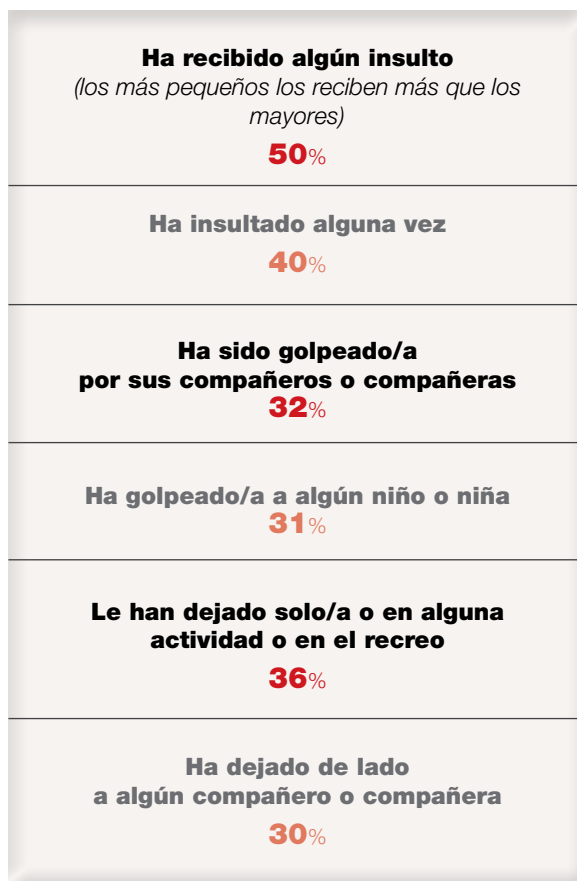 Ha recibido algún insulto
(los más pequeños los reciben más que los
mayores)
50%
Ha insultado alguna vez
40%
Ha sido golpeado/a
por sus compañeros o compañeras
32%
Ha golpeado/a a algún niño o niña
31%
Le han dejado solo/a o en alguna
actividad o en el recreo
36%
Ha dejado de lado
a algún compañero o compañera
30%